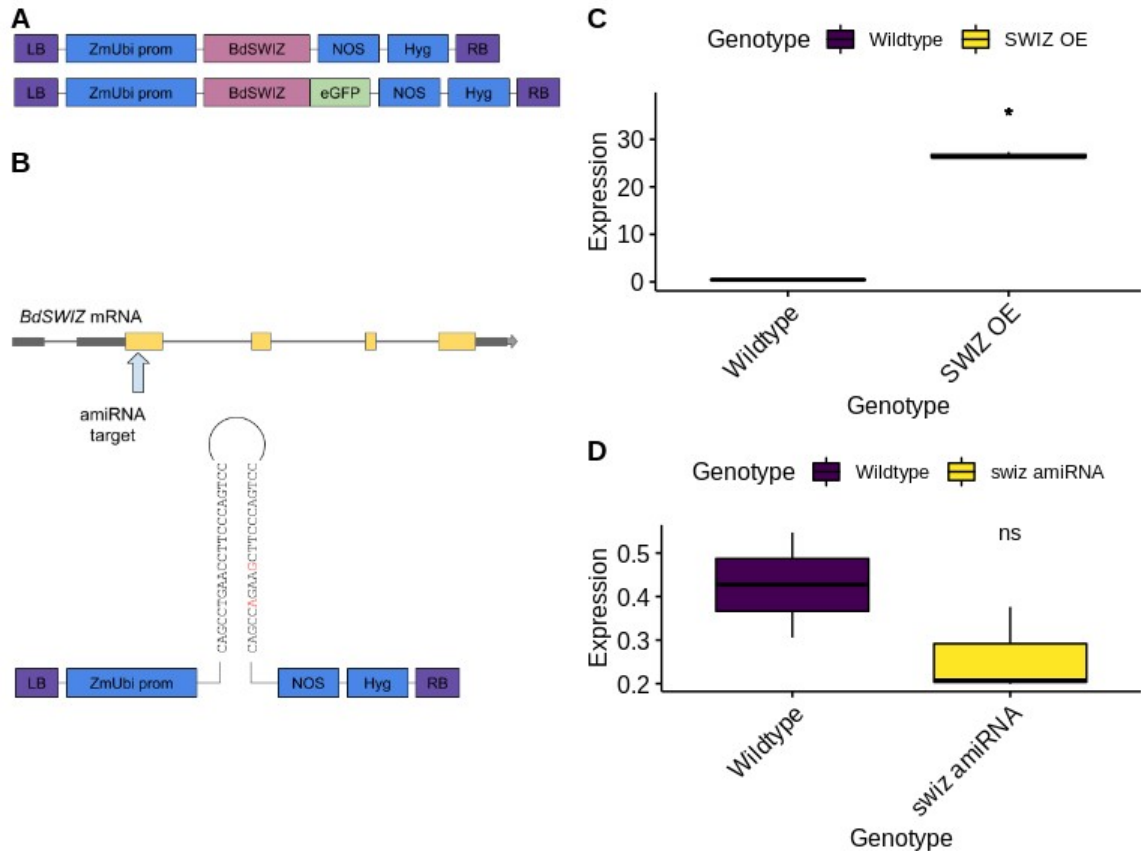 A
LB ZmUbi prom BdSWIZ NOS Hyg RB
LB ZmUbi prom BdSWIZ eGFP NOS Hyg RB
B
BdSWIZ mRNA
amiRNA
target
CAGCCTGAACCTTCCCAGTCC
CAGCCAGAAGCTTCCCAGTCC
LB ZmUbi prom NOS Hyg RB
C
Genotype Wildtype SWIZ OE
Expression
30
20
10
0
*
Wildtype
SWIZ OE
Genotype
D
Genotype Wildtype swiz amiRNA
Expression
0.5
0.4
0.3
0.2
ns
Wildtype
swiz amiRNA
Genotype